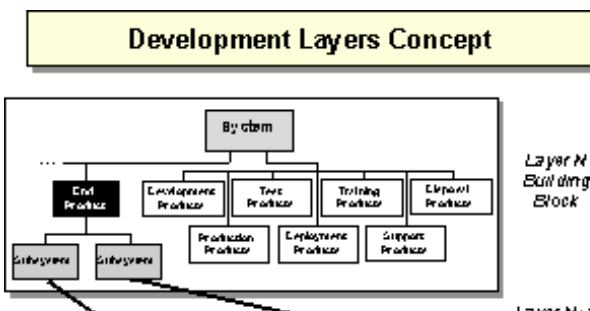 Development Layers Concept
System
Layer N
Building
Block
...
End
Product
Development
Products
Test
Products
Training
Products
Disposal
Products
Production
Products
Deployment
Products
Support
Products
Subsystem
Subsystem